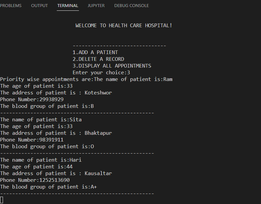 PROBLEMS OUTPUT TERMINAL JUPYTER DEBUG CONSOLE
WELCOME TO HEALTH CARE HOSPITAL!
------------------------------
1.ADD A PATIENT
2.DELETE A RECORD
3.DISPLAY ALL APPOINTMENTS
Enter your choice:3
Priority wise appointments are:The name of patient is:Ram
The age of patient is:33
The address of patient is : Koteshwor
Phone Number:29938929
The blood group of patient is:B
--------------------------------------------------
The name of patient is:Sita
The age of patient is:33
The address of patient is : Bhaktapur
Phone Number:98391911
The blood group of patient is:O
--------------------------------------------------
The name of patient is:Hari
The age of patient is:44
The address of patient is : Kausaltar
Phone Number:1252513690
The blood group of patient is:A+
--------------------------------------------------